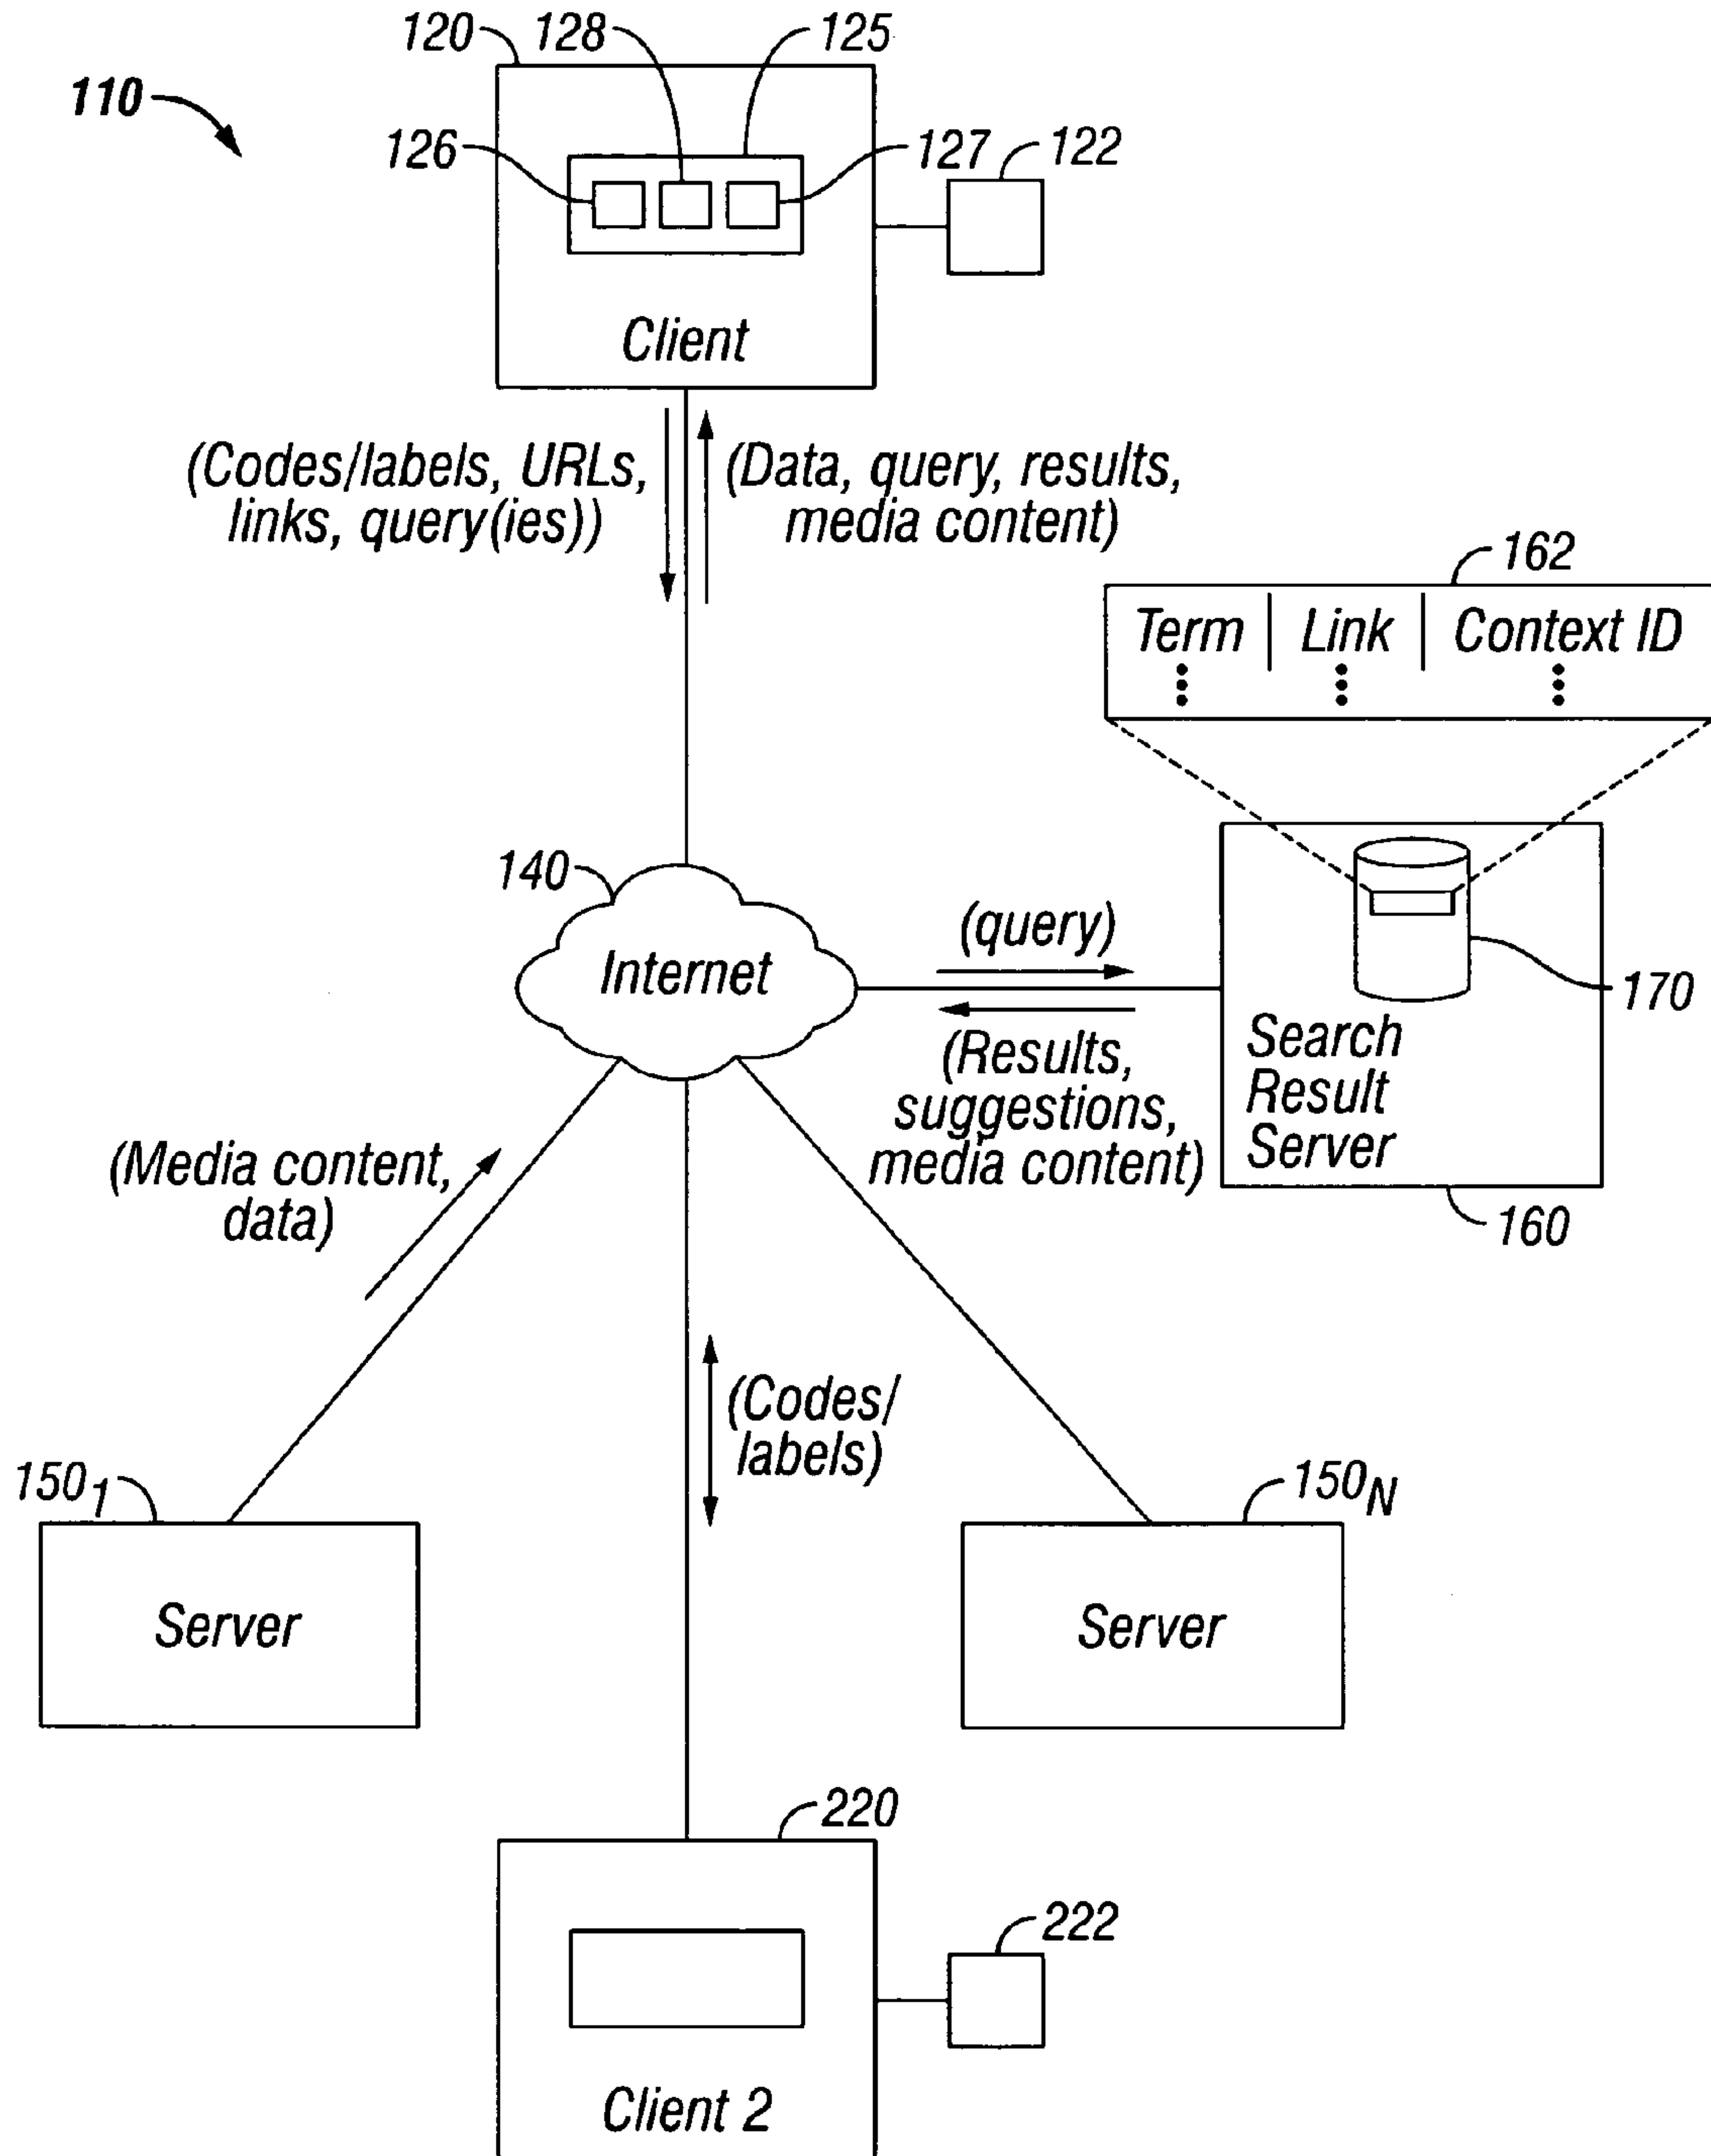 120
128
125
110
126
127
122
Client
(Codes/labels, URLs,
links, query(ies))
(Data, query, results,
media content)
162
Term | Link | Context ID
140
Internet
(query)
170
(Results,
suggestions,
media content)
Search
Result
Server
160
(Media content,
data)
(Codes/
labels)
150₁
150N
Server
Server
220
222
Client 2